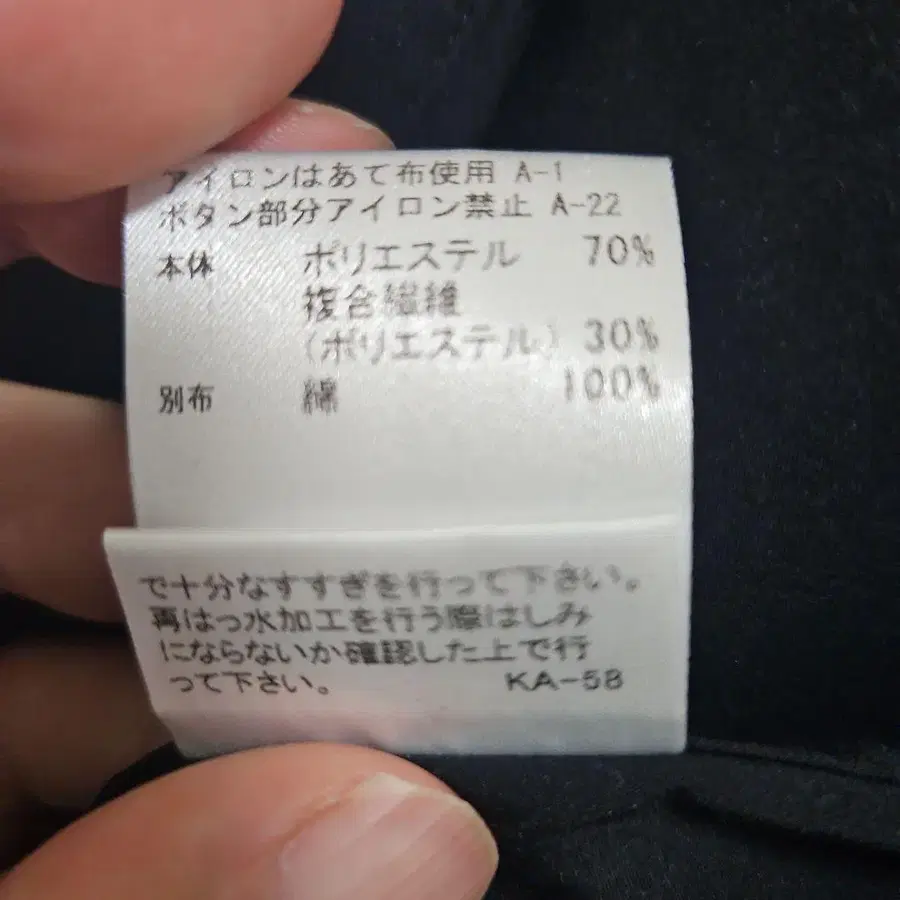 アイロンはあて布使用 A-1
ボタン部分アイロン禁止 A-22
本体 ポリエステル 70%
複合繊維
(ポリエステル) 30%
別布 綿 100%
で十分なすすぎを行って下さい。
再はっ水加工を行う際はしみ
にならないか確認した上で行
って下さい。 KA-58